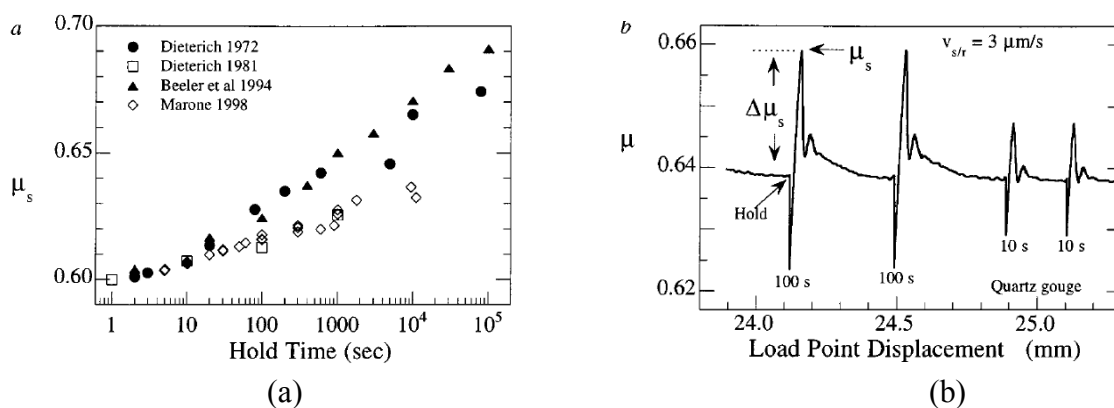 a
0.70
0.65
0.60
μs
Dieterich 1972
Dieterich 1981
Beeler et al 1994
Marone 1998
1 10 100 1000 10⁴ 10⁵
Hold Time (sec)
(a)
b
0.66
0.64
0.62
μ
μs
Δμs
vs/r = 3 μm/s
Hold
100 s 100 s 10 s 10 s
Quartz gouge
24.0 24.5 25.0
Load Point Displacement (mm)
(b)